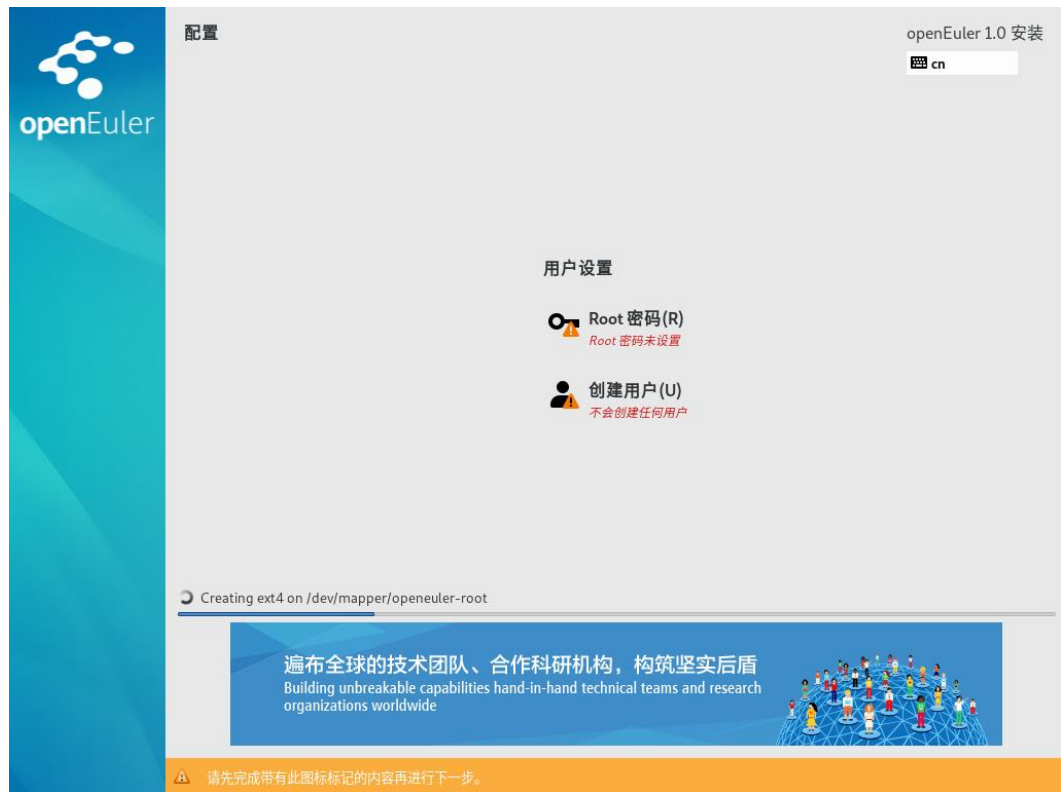 openEuler
配置
openEuler 1.0 安装
cn
用户设置
Root 密码(R)
Root 密码未设置
创建用户(U)
不会创建任何用户
Creating ext4 on /dev/mapper/openeuler-root
遍布全球的技术团队、合作科研机构，构筑坚实后盾
Building unbreakable capabilities hand-in-hand technical teams and research
organizations worldwide
请先完成带有此图标标记的内容再进行下一步。